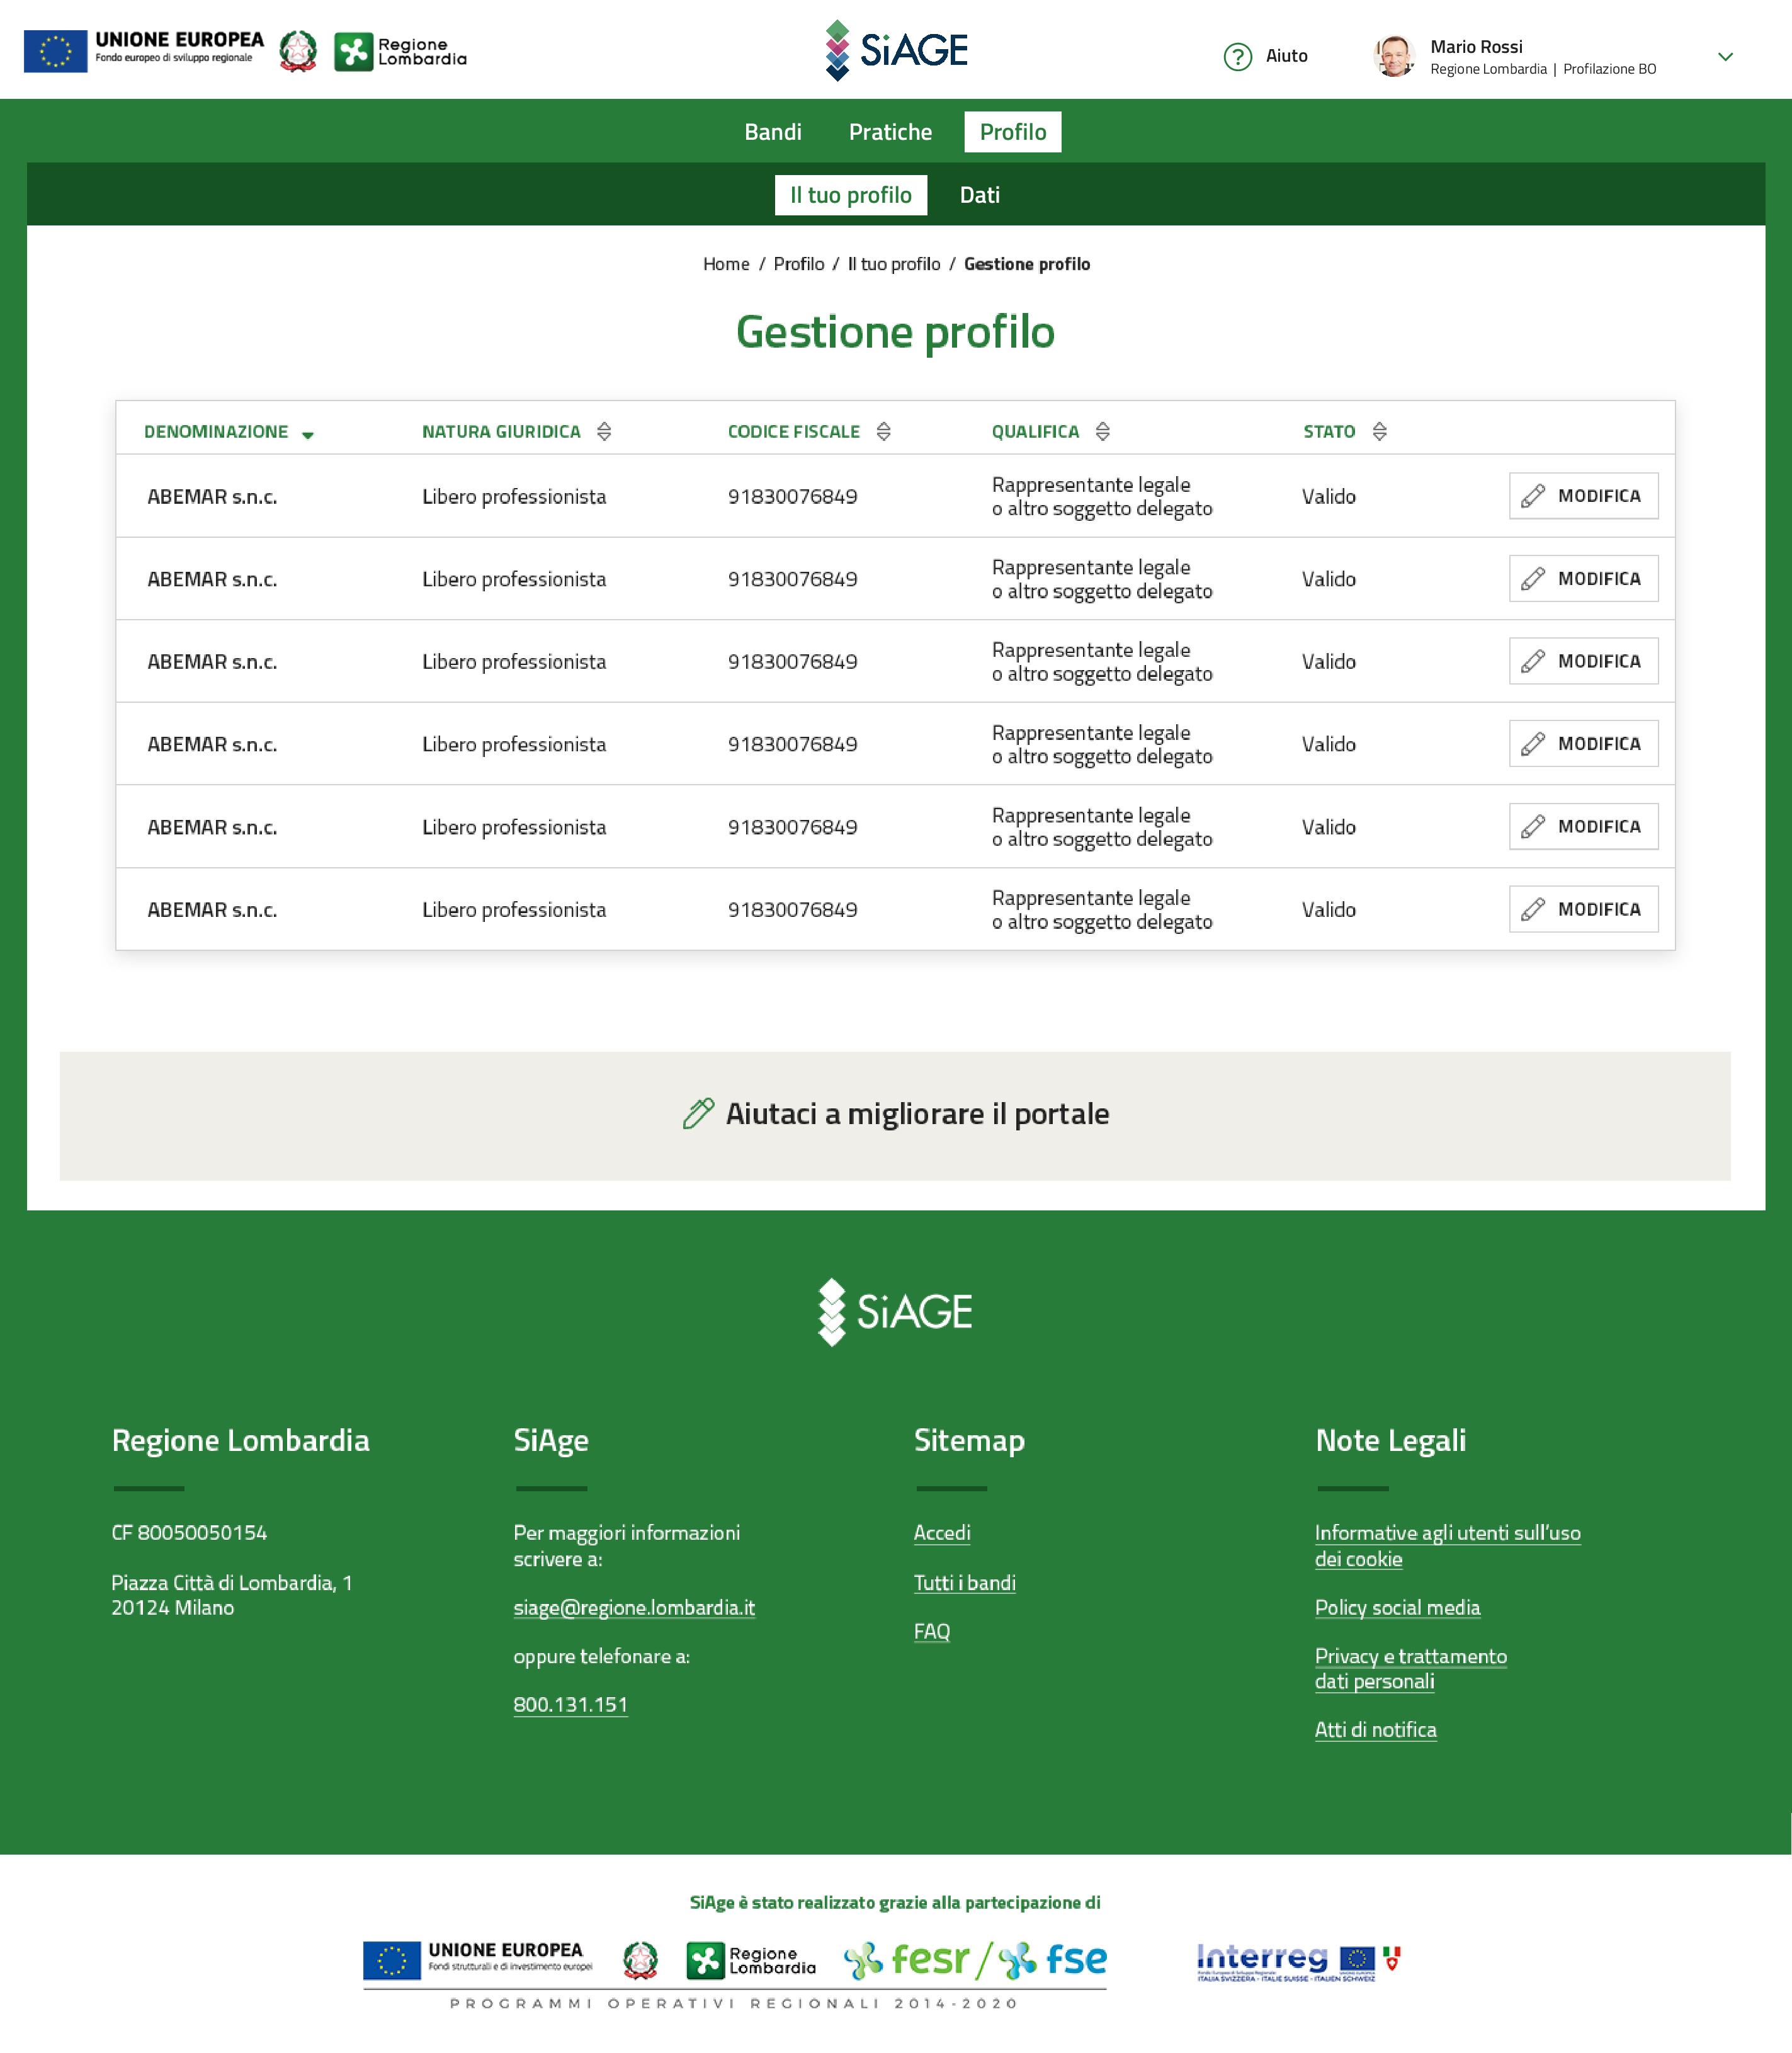 UNIONE EUROPEA
Fondo europeo di sviluppo regionale
Regione
Lombardia
SiAGE
? Aiuto
Mario Rossi
Regione Lombardia | Profilazione BO
Bandi Pratiche Profilo
Il tuo profilo Dati
Home / Profilo / Il tuo profilo / Gestione profilo
Gestione profilo
DENOMINAZIONE NATURA GIURIDICA CODICE FISCALE QUALIFICA STATO
ABEMAR s.n.c. Libero professionista 91830076849 Rappresentante legale
o altro soggetto delegato Valido MODIFICA
ABEMAR s.n.c. Libero professionista 91830076849 Rappresentante legale
o altro soggetto delegato Valido MODIFICA
ABEMAR s.n.c. Libero professionista 91830076849 Rappresentante legale
o altro soggetto delegato Valido MODIFICA
ABEMAR s.n.c. Libero professionista 91830076849 Rappresentante legale
o altro soggetto delegato Valido MODIFICA
ABEMAR s.n.c. Libero professionista 91830076849 Rappresentante legale
o altro soggetto delegato Valido MODIFICA
ABEMAR s.n.c. Libero professionista 91830076849 Rappresentante legale
o altro soggetto delegato Valido MODIFICA
Aiutaci a migliorare il portale
SiAGE
Regione Lombardia
CF 80050050154
Piazza Città di Lombardia, 1
20124 Milano
SiAge
Per maggiori informazioni
scrivere a:
siage@regione.lombardia.it
oppure telefonare a:
800.131.151
Sitemap
Accedi
Tutti i bandi
FAQ
Note Legali
Informative agli utenti sull'uso
dei cookie
Policy social media
Privacy e trattamento
dati personali
Atti di notifica
SiAge è stato realizzato grazie alla partecipazione di
UNIONE EUROPEA
Fondi strutturali e di investimento europei
Regione
Lombardia
fesr / fse
PROGRAMMI OPERATIVI REGIONALI 2014-2020
Interreg
Fondo Europeo di Sviluppo Regionale
ITALIA SVIZZERA - ITALIE SUISSE - ITALIEN SCHWEIZ